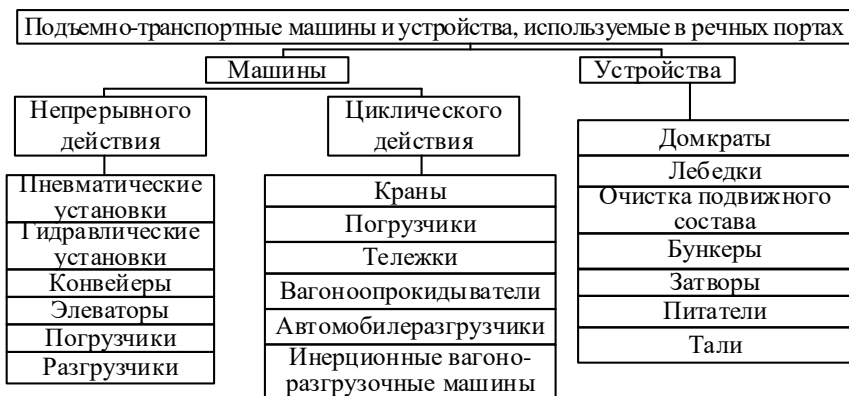 Подъемно-транспортные машины и устройства, используемые в речных портах
Машины
Устройства
Непрерывного
действия
Циклического
действия
Пневматические
установки
Гидравлические
установки
Конвейеры
Элеваторы
Погрузчики
Разгрузчики
Краны
Погрузчики
Тележки
Вагоноопрокидыватели
Автомобилеразгрузчики
Инерционные вагоно-
разгрузочные машины
Домкраты
Лебедки
Очистка подвижного
состава
Бункеры
Затворы
Питатели
Тали